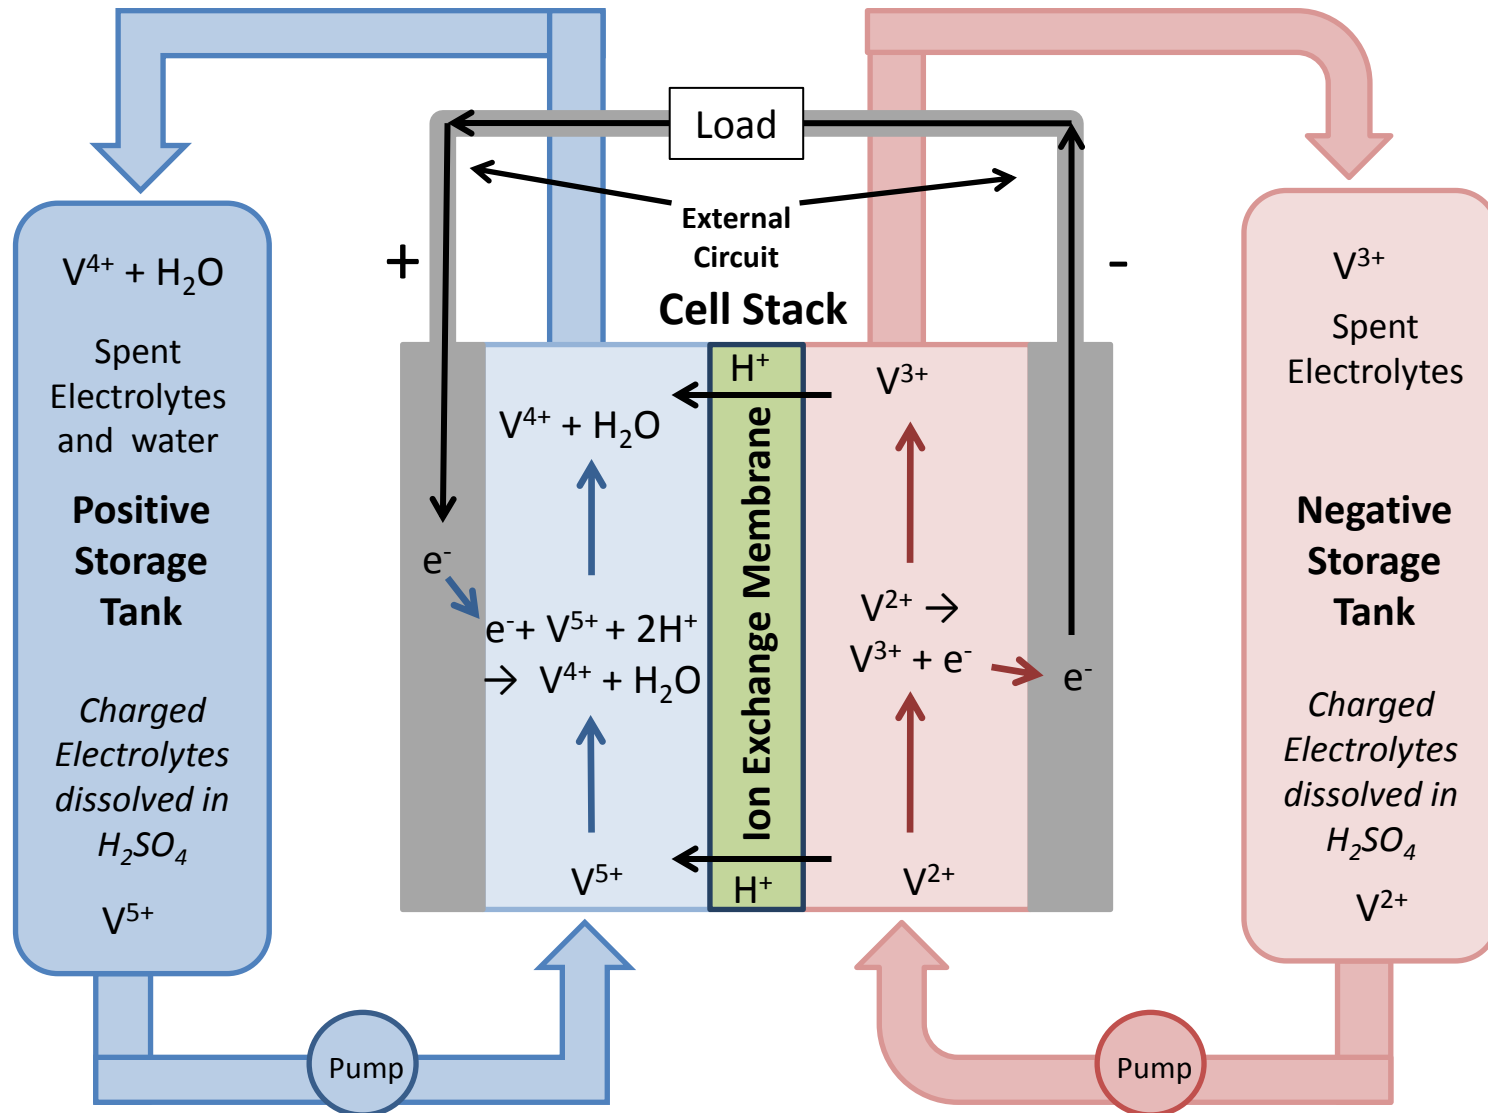 Load
External
Circuit
+
-
Cell Stack
V⁴⁺ + H₂O
Spent
Electrolytes
and water
Positive
Storage
Tank
Charged
Electrolytes
dissolved in
H₂SO₄
V⁵⁺
e⁻
V⁴⁺ + H₂O
e⁻+ V⁵⁺ + 2H⁺
→ V⁴⁺ + H₂O
V⁵⁺
H⁺
Ion Exchange Membrane
H⁺
V³⁺
V²⁺ →
V³⁺ + e⁻
V²⁺
e⁻
V³⁺
Spent
Electrolytes
Negative
Storage
Tank
Charged
Electrolytes
dissolved in
H₂SO₄
V²⁺
Pump
Pump